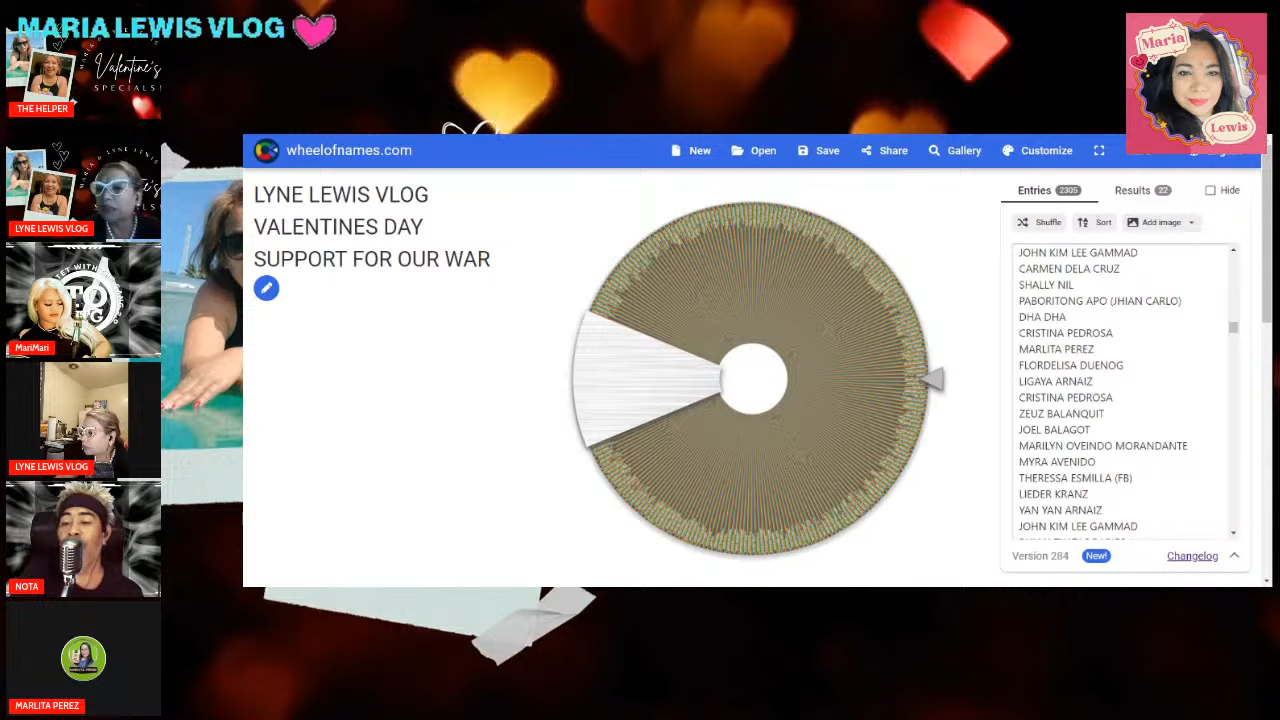 MARIA LEWIS VLOG
Valentine's
SPECIALS!
THE HELPER
LYNE LEWIS VLOG
MariMari
LYNE LEWIS VLOG
NOTA
MARLITA PEREZ
Maria
Lewis
wheelofnames.com
New
Open
Save
Share
Gallery
Customize
LYNE LEWIS VLOG
VALENTINES DAY
SUPPORT FOR OUR WAR
Entries 2305
Results 22
Hide
Shuffle
Sort
Add image
JOHN KIM LEE GAMMAD
CARMEN DELA CRUZ
SHALLY NIL
PABORITONG APO (JHIAN CARLO)
DHA DHA
CRISTINA PEDROSA
MARLITA PEREZ
FLORDELISA DUENOG
LIGAYA ARNAIZ
CRISTINA PEDROSA
ZEUZ BALANQUIT
JOEL BALAGOT
MARILYN OVEINDO MORANDANTE
MYRA AVENIDO
THERESSA ESMILLA (FB)
LIEDER KRANZ
YAN YAN ARNAIZ
JOHN KIM LEE GAMMAD
Version 284
New!
Changelog